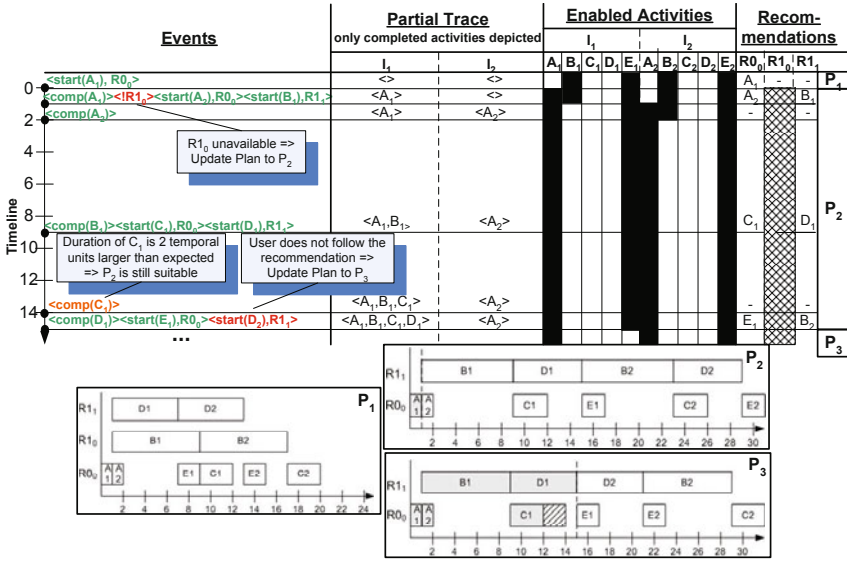 Events
Partial Trace
only completed activities depicted
I1 I2
Enabled Activities
I1 I2
A1 B1 C1 D1 E1 A2 B2 C2 D2 E2
Recom-
mendations
R00 R10 R11
Timeline
0
2
4
6
8
10
12
14
...
<start(A1), R00>
<> <>
A1 - -
P1
<comp(A1)><!R10><start(A2),R00><start(B1),R11>
<A1> <>
A2 B1
<comp(A2)>
<A1> <A2>
- -
R10 unavailable =>
Update Plan to P2
P2
<comp(B1)><start(C1),R00><start(D1),R11>
<A1,B1> <A2>
C1 D1
Duration of C1 is 2 temporal
units larger than expected
=> P2 is still suitable
User does not follow the
recommendation =>
Update Plan to P3
<comp(C1)>
<A1,B1,C1> <A2>
- -
<comp(D1)><start(E1),R00><start(D2),R11>
<A1,B1,C1,D1> <A2>
E1 B2
P3
P1
R11
D1 D2
R10
B1 B2
R00
A1 A2 E1 C1 E2 C2
2 4 6 8 10 12 14 16 18 20 22 24
P2
R11
B1 D1 B2 D2
R00
A1 A2 C1 E1 C2 E2
2 4 6 8 10 12 14 16 18 20 22 24 26 28 30
P3
R11
B1 D1 D2 B2
R00
A1 A2 C1 E1 E2 C2
2 4 6 8 10 12 14 16 18 20 22 24 26 28 30